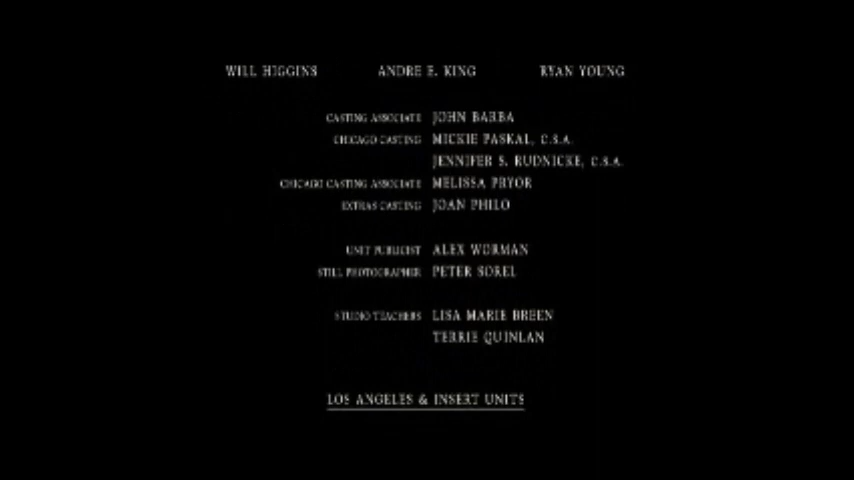 WILL HIGGINS ANDRE E. KING RYAN YOUNG
CASTING ASSOCIATE JOHN BARBA
CHICAGO CASTING MICKIE PASKAL, C.S.A.
JENNIFER S. RUDNICKE, C.S.A.
CHICAGO CASTING ASSOCIATE MELISSA PRYOR
EXTRAS CASTING JOAN PHILO
UNIT PUBLICIST ALEX WORMAN
STILL PHOTOGRAPHER PETER SOREL
STUDIO TEACHERS LISA MARIE BREEN
TERRIE QUINLAN
LOS ANGELES & INSERT UNITS